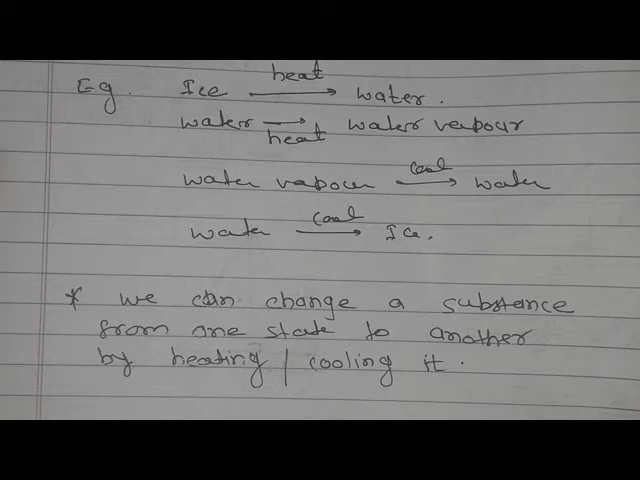 Eg. Ice heat → water.
water → heat water vapour
water vapour cool → water
water cool → Ice.
* we can change a substance
from one state to another
by heating / cooling it.